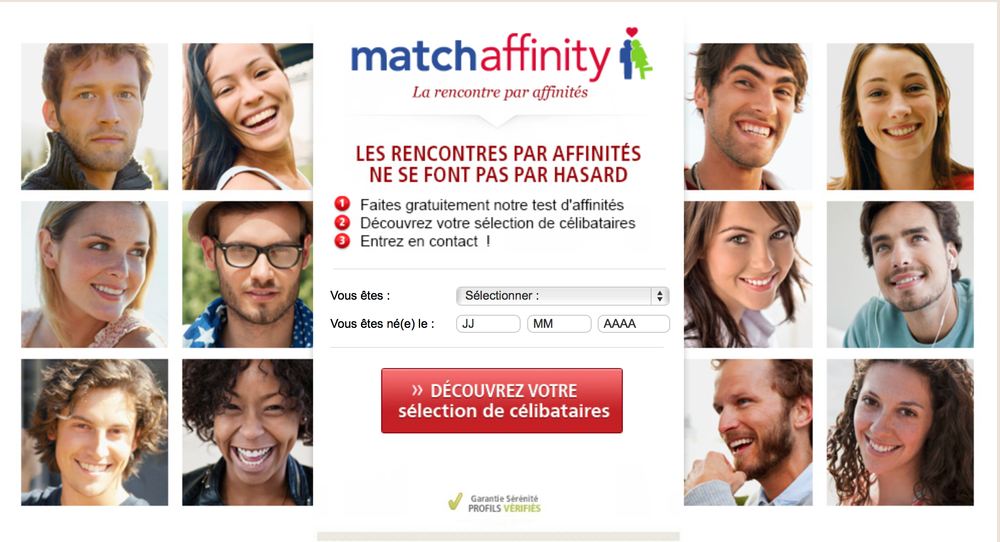 matchaffinity
La rencontre par affinités
LES RENCONTRES PAR AFFINITÉS
NE SE FONT PAS PAR HASARD
1 Faites gratuitement notre test d'affinités
2 Découvrez votre sélection de célibataires
3 Entrez en contact !
Vous êtes : Sélectionner :
Vous êtes né(e) le : JJ MM AAAA
» DÉCOUVREZ VOTRE
sélection de célibataires
Garantie Sérénité
PROFILS VÉRIFIÉS